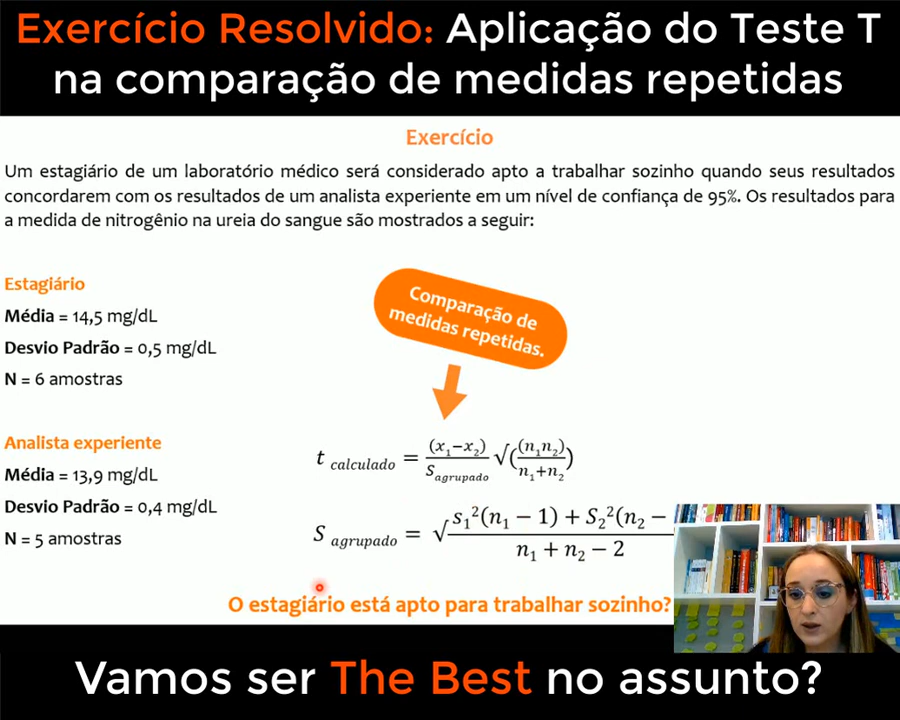 Exercício Resolvido: Aplicação do Teste T
na comparação de medidas repetidas
Exercício
Um estagiário de um laboratório médico será considerado apto a trabalhar sozinho quando seus resultados
concordarem com os resultados de um analista experiente em um nível de confiança de 95%. Os resultados para
a medida de nitrogênio na ureia do sangue são mostrados a seguir:
Estagiário
Média = 14,5 mg/dL
Desvio Padrão = 0,5 mg/dL
N = 6 amostras
Comparação de
medidas repetidas.
Analista experiente
Média = 13,9 mg/dL
Desvio Padrão = 0,4 mg/dL
N = 5 amostras
t calculado = (x₁−x₂)/S agrupado √((n₁n₂)/n₁+n₂)
S agrupado = √s₁²(n₁ − 1) + S₂²(n₂ −/n₁ + n₂ − 2
O estagiário está apto para trabalhar sozinho?
Vamos ser The Best no assunto?